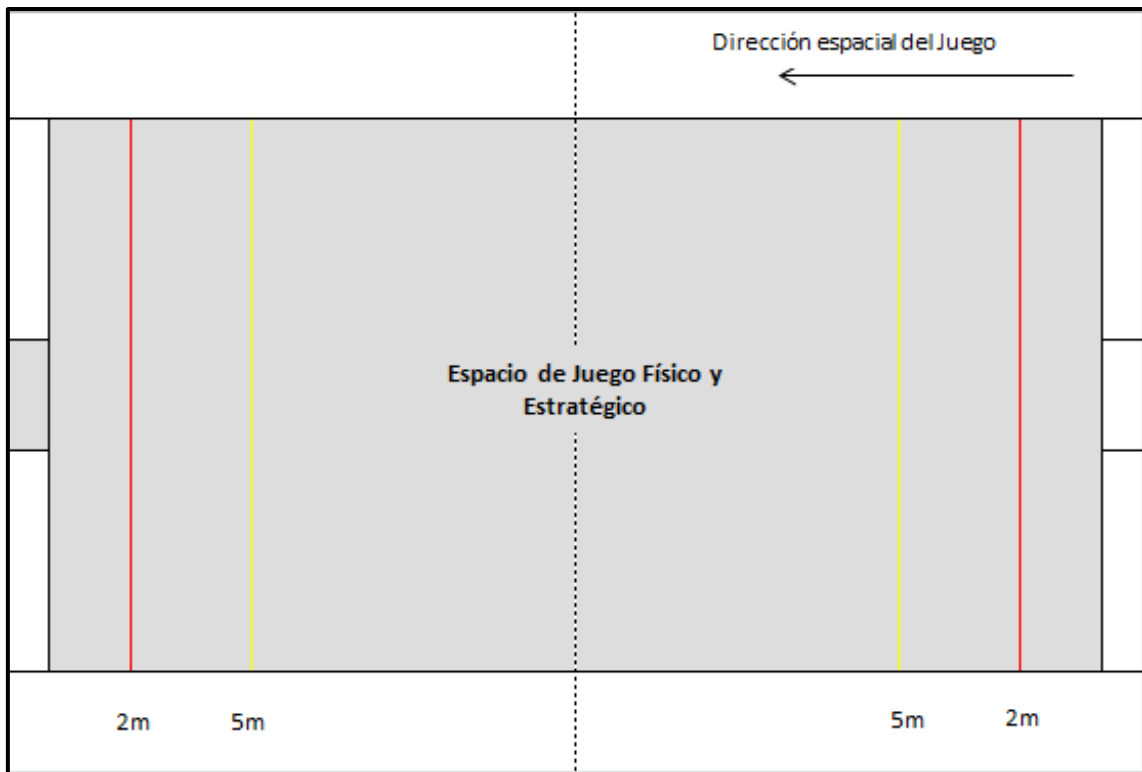 Dirección espacial del Juego
Espacio de Juego Físico y
Estratégico
2m
5m
5m
2m